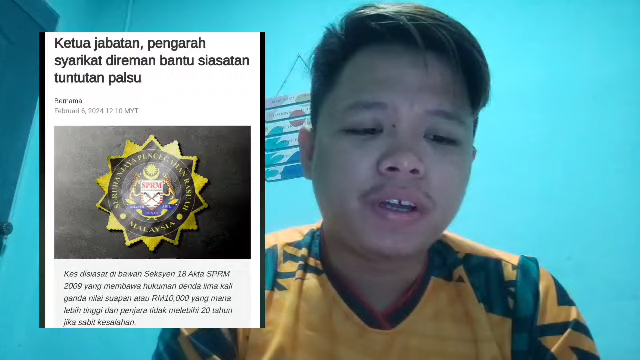 Ketua jabatan, pengarah
syarikat direman bantu siasatan
tuntutan palsu
Bernama
Februari 6, 2024 12:10 MYT
SURUHANJAYA PENCEGAHAN RASUAH
SPRM
MALAYSIA
Kes disiasat di bawah Seksyen 18 Akta SPRM
2009 yang membawa hukuman denda lima kali
ganda nilai suapan atau RM10,000 yang mana
lebih tinggi dan penjara tidak melebihi 20 tahun
jika sabit kesalahan.